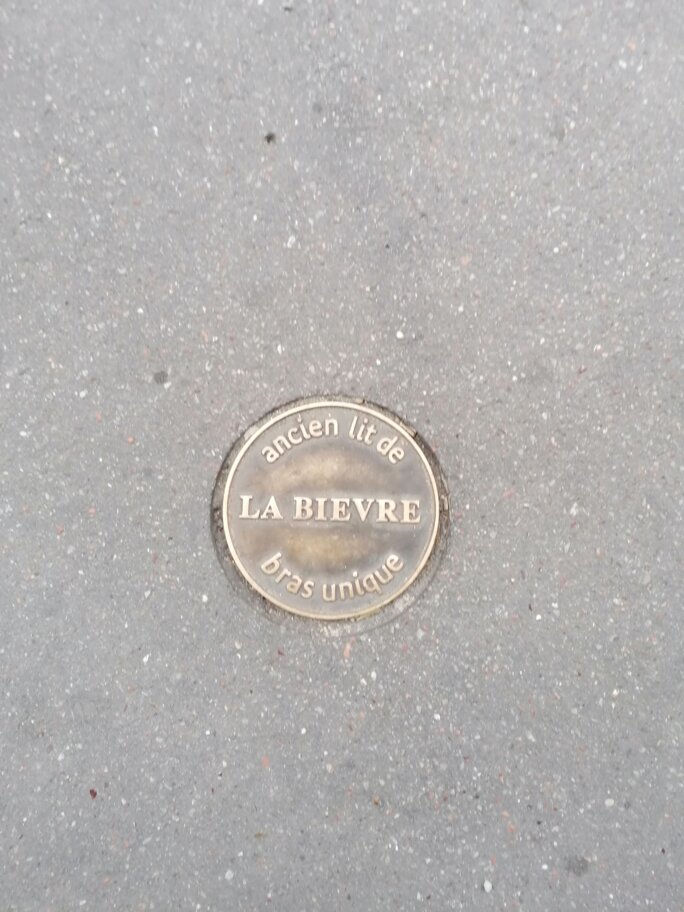 ancien lit de
LA BIEVRE
bras unique